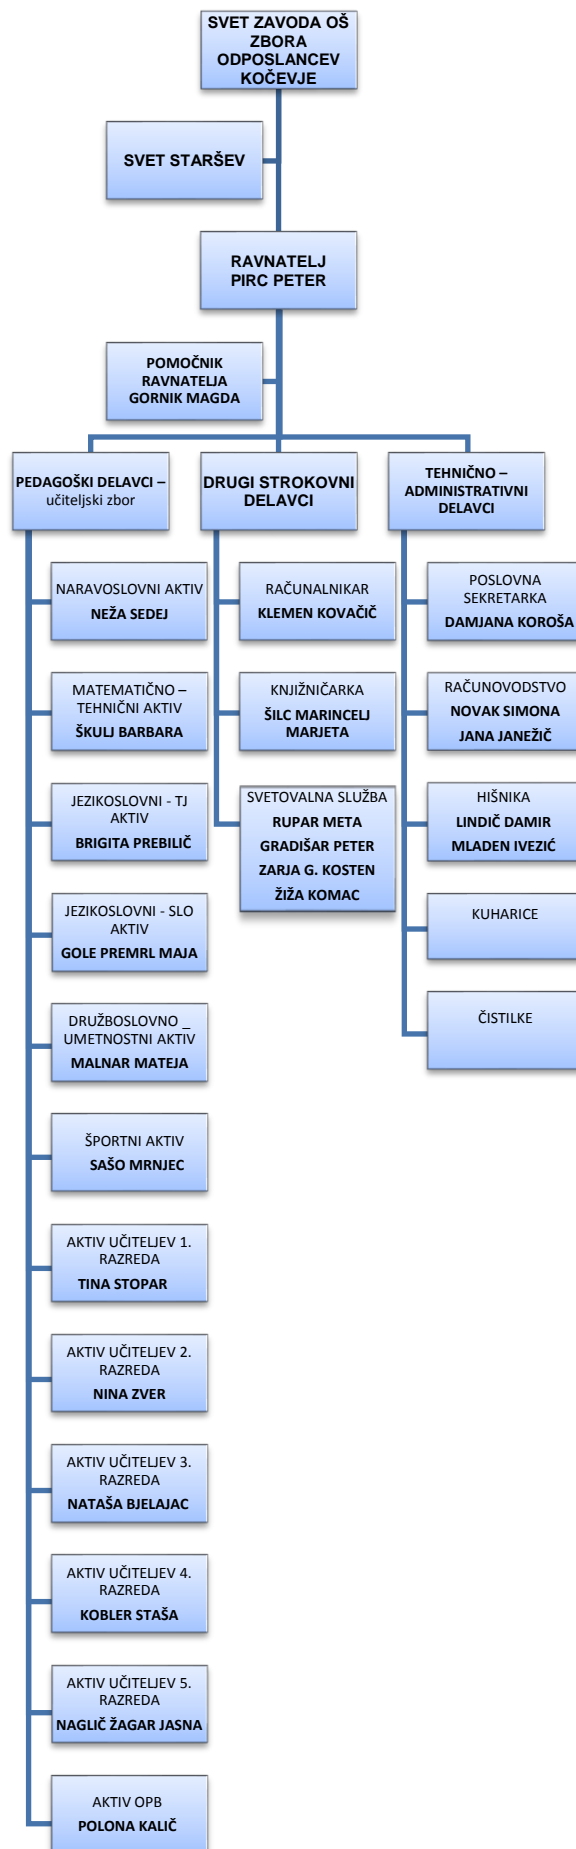 SVET ZAVODA OŠ
ZBORA
ODPOSLANCEV
KOČEVJE
SVET STARŠEV
RAVNATELJ
PIRC PETER
POMOČNIK
RAVNATELJA
GORNIK MAGDA
PEDAGOŠKI DELAVCI –
učiteljski zbor
NARAVOSLOVNI AKTIV
NEŽA SEDEJ
MATEMATIČNO –
TEHNIČNI AKTIV
ŠKULJ BARBARA
JEZIKOSLOVNI - TJ
AKTIV
BRIGITA PREBILIČ
JEZIKOSLOVNI - SLO
AKTIV
GOLE PREMRL MAJA
DRUŽBOSLOVNO _
UMETNOSTNI AKTIV
MALNAR MATEJA
ŠPORTNI AKTIV
SAŠO MRNJEC
AKTIV UČITELJEV 1.
RAZREDA
TINA STOPAR
AKTIV UČITELJEV 2.
RAZREDA
NINA ZVER
AKTIV UČITELJEV 3.
RAZREDA
NATAŠA BJELAJAC
AKTIV UČITELJEV 4.
RAZREDA
KOBLER STAŠA
AKTIV UČITELJEV 5.
RAZREDA
NAGLIČ ŽAGAR JASNA
AKTIV OPB
POLONA KALIČ
DRUGI STROKOVNI
DELAVCI
RAČUNALNIKAR
KLEMEN KOVAČIČ
KNJIŽNIČARKA
ŠILC MARINCELJ
MARJETA
SVETOVALNA SLUŽBA
RUPAR META
GRADIŠAR PETER
ZARJA G. KOSTEN
ŽIŽA KOMAC
TEHNIČNO –
ADMINISTRATIVNI
DELAVCI
POSLOVNA
SEKRETARKA
DAMJANA KOROŠA
RAČUNOVODSTVO
NOVAK SIMONA
JANA JANEŽIČ
HIŠNIKA
LINDIČ DAMIR
MLADEN IVEZIĆ
KUHARICE
ČISTILKE